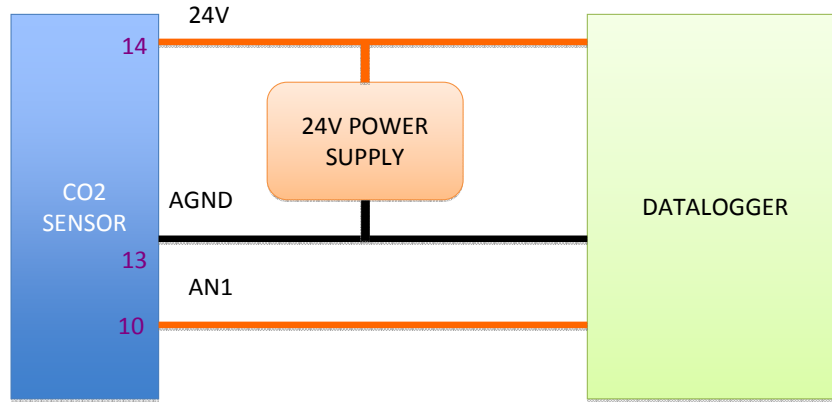 24V
14
24V POWER
SUPPLY
CO2
SENSOR
AGND
DATALOGGER
13
AN1
10